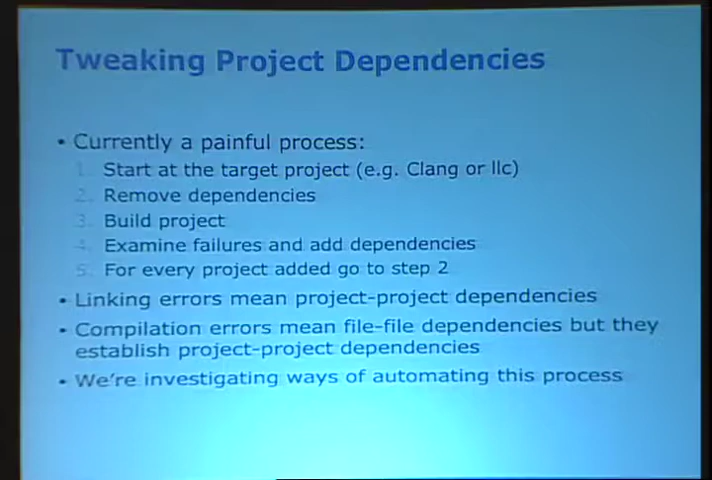 Tweaking Project Dependencies
• Currently a painful process:
1. Start at the target project (e.g. Clang or llc)
2. Remove dependencies
3. Build project
4. Examine failures and add dependencies
5. For every project added go to step 2
• Linking errors mean project-project dependencies
• Compilation errors mean file-file dependencies but they
establish project-project dependencies
• We're investigating ways of automating this process